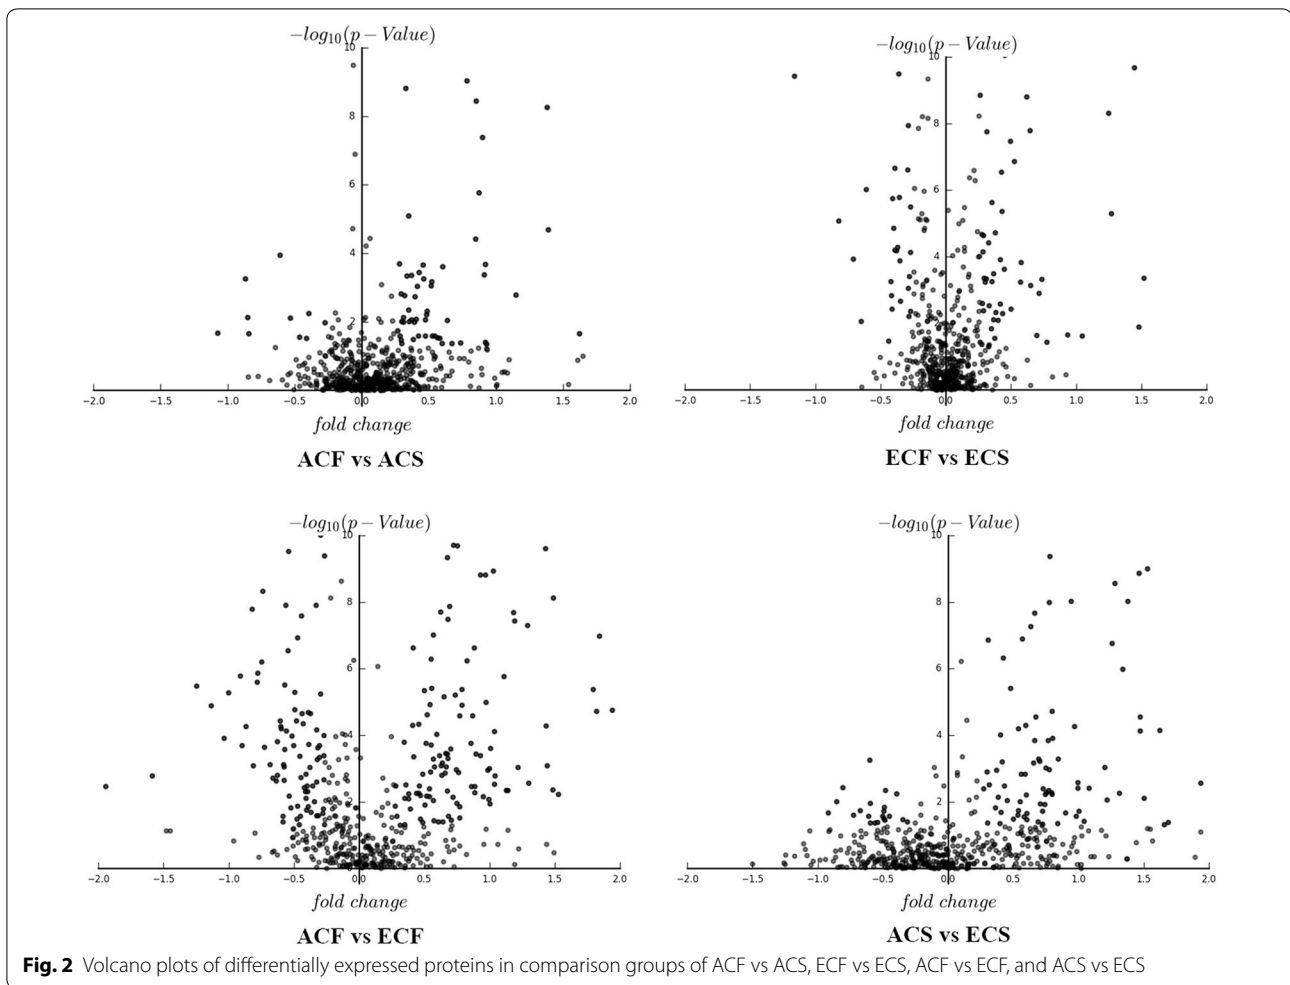 −log10(p − Value)
10
8
6
4
2
−2.0 −1.5 −1.0 −0.5 0.0 0.5 1.0 1.5 2.0
fold change
ACF vs ACS
−log10(p − Value)
10
8
6
4
2
−2.0 −1.5 −1.0 −0.5 0.0 0.5 1.0 1.5 2.0
fold change
ECF vs ECS
−log10(p − Value)
10
8
6
4
2
−2.0 −1.5 −1.0 −0.5 0.0 0.5 1.0 1.5 2.0
fold change
ACF vs ECF
−log10(p − Value)
10
8
6
4
2
−2.0 −1.5 −1.0 −0.5 0.0 0.5 1.0 1.5 2.0
fold change
ACS vs ECS
Fig. 2 Volcano plots of differentially expressed proteins in comparison groups of ACF vs ACS, ECF vs ECS, ACF vs ECF, and ACS vs ECS